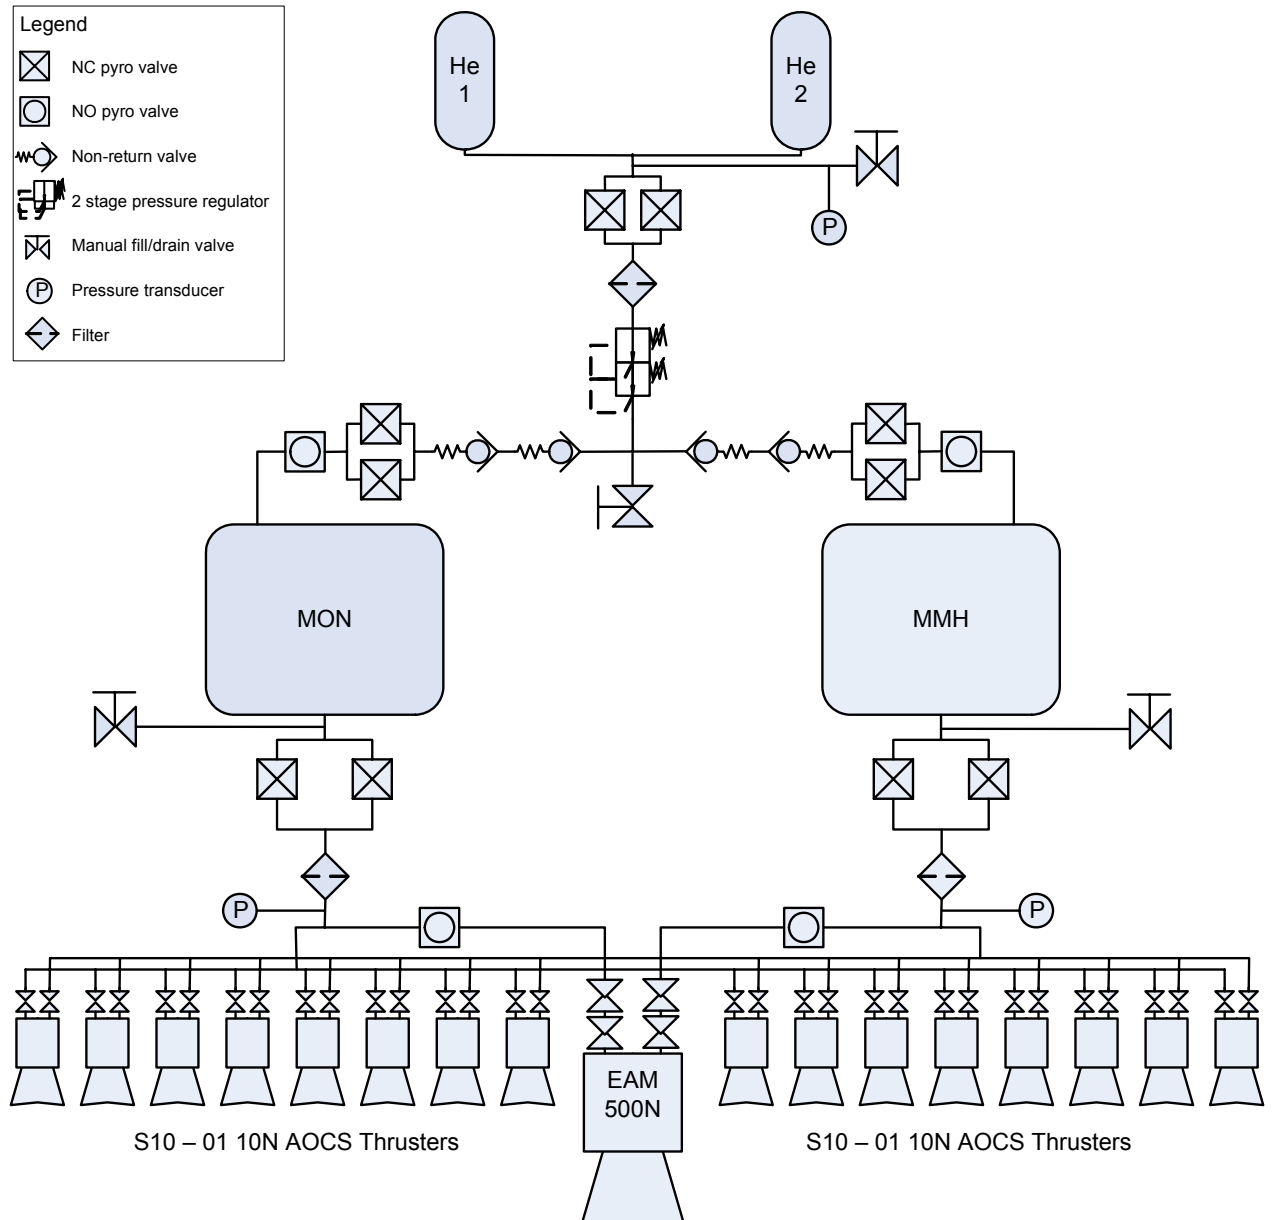 Legend
NC pyro valve
NO pyro valve
Non-return valve
2 stage pressure regulator
Manual fill/drain valve
P
Pressure transducer
Filter
He
1
He
2
P
MON
MMH
P
P
EAM
500N
S10 – 01 10N AOCS Thrusters
S10 – 01 10N AOCS Thrusters